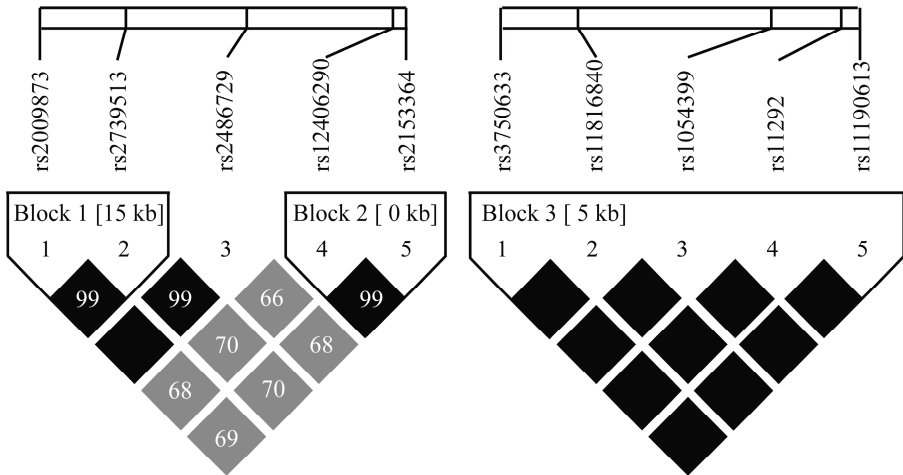 rs2009873 rs2739513 rs2486729 rs12406290 rs2153364 rs3750633 rs11816840 rs1054399 rs11292 rs11190613
Block 1 [15 kb] Block 2 [ 0 kb] Block 3 [ 5 kb]
1 2 3 4 5 1 2 3 4 5
99 99 66 99
70 68
68 70
69